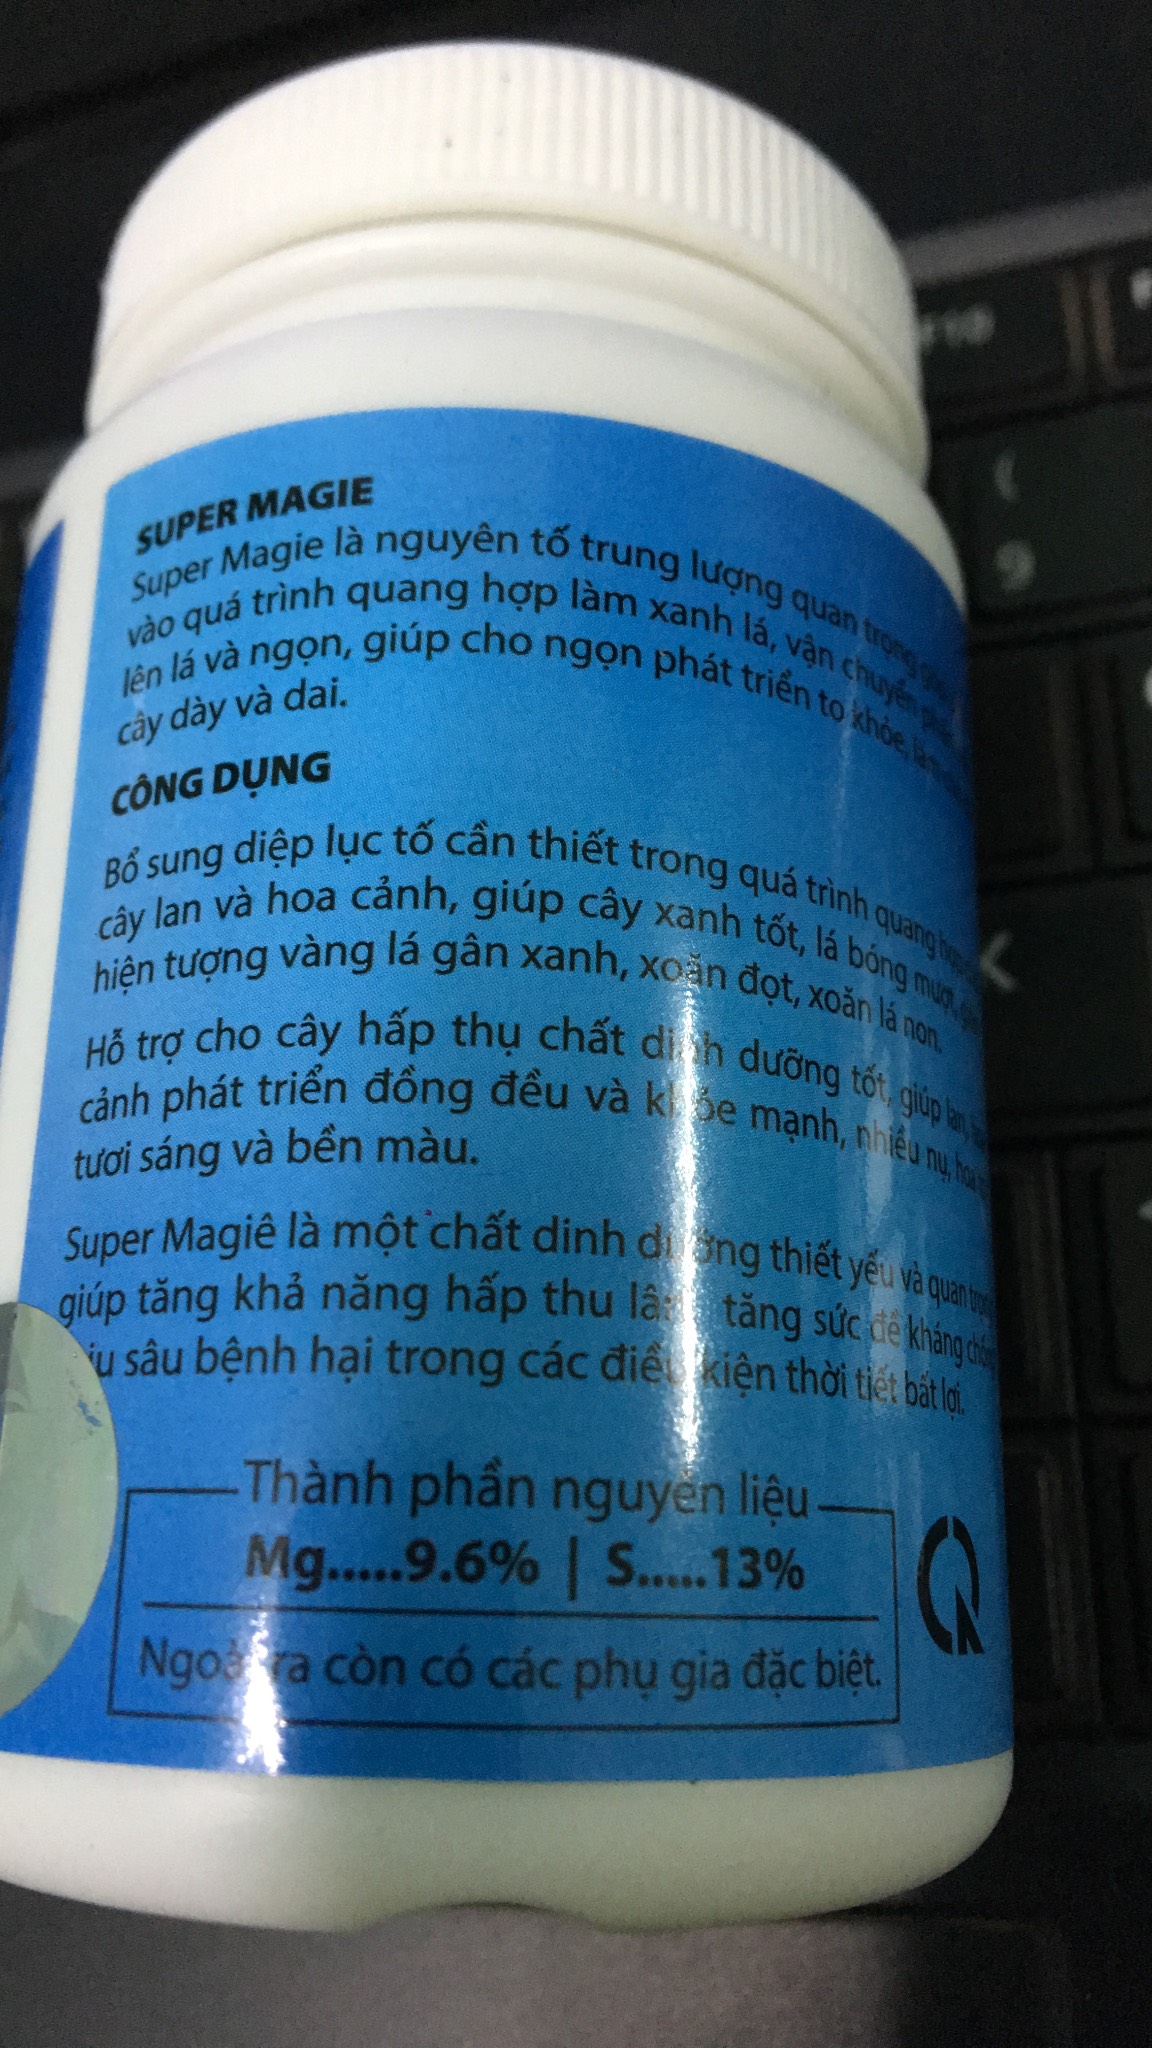 SUPER MAGIE
Super Magie là nguyên tố trung lượng quan trọng
vào quá trình quang hợp làm xanh lá, vận chuyển
lên lá và ngọn, giúp cho ngọn phát triển to khỏe, làm
cây dày và dai.
CÔNG DỤNG
Bổ sung diệp lục tố cần thiết trong quá trình quang hợp
cây lan và hoa cảnh, giúp cây xanh tốt, lá bóng mượt,
hiện tượng vàng lá gân xanh, xoăn đọt, xoăn lá non.
Hỗ trợ cho cây hấp thụ chất dinh dưỡng tốt, giúp lan,
cảnh phát triển đồng đều và khỏe mạnh, nhiều nụ, hoa
tươi sáng và bền màu.
Super Magiê là một chất dinh dưỡng thiết yếu và quan trọng
giúp tăng khả năng hấp thu lân, tăng sức đề kháng
sâu bệnh hại trong các điều kiện thời tiết bất lợi.
Thành phần nguyên liệu
Mg.....9.6% | S.....13%
Ngoài ra còn có các phụ gia đặc biệt.
F10
(
9
K